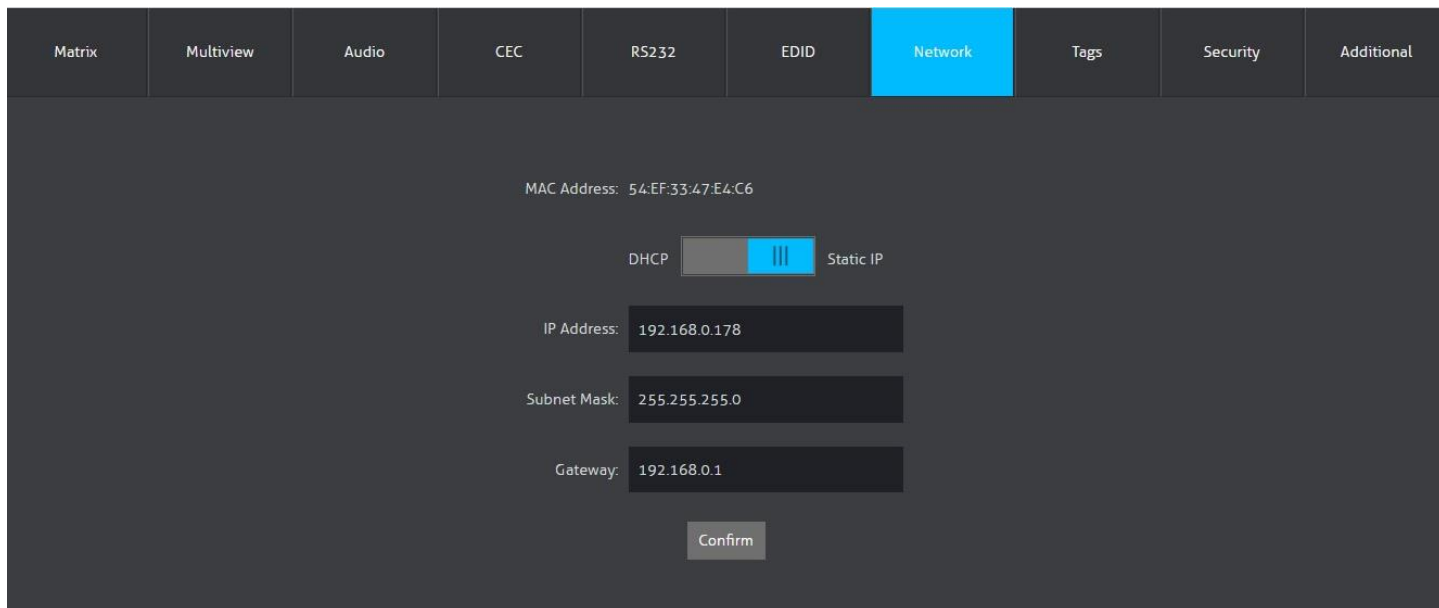 Matrix Multiview Audio CEC RS232 EDID Network Tags Security Additional
MAC Address: 54:EF:33:47:E4:C6
DHCP Static IP
IP Address: 192.168.0.178
Subnet Mask: 255.255.255.0
Gateway: 192.168.0.1
Confirm